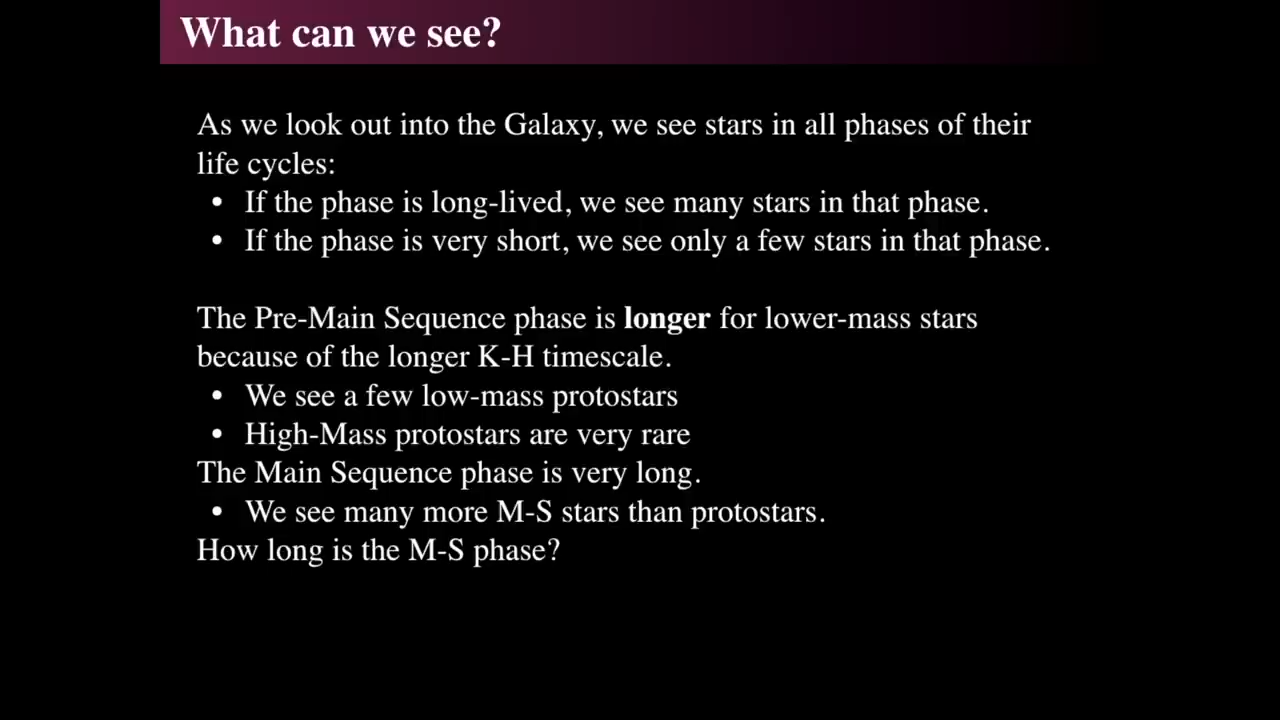 What can we see?
As we look out into the Galaxy, we see stars in all phases of their
life cycles:
• If the phase is long-lived, we see many stars in that phase.
• If the phase is very short, we see only a few stars in that phase.
The Pre-Main Sequence phase is longer for lower-mass stars
because of the longer K-H timescale.
• We see a few low-mass protostars
• High-Mass protostars are very rare
The Main Sequence phase is very long.
• We see many more M-S stars than protostars.
How long is the M-S phase?